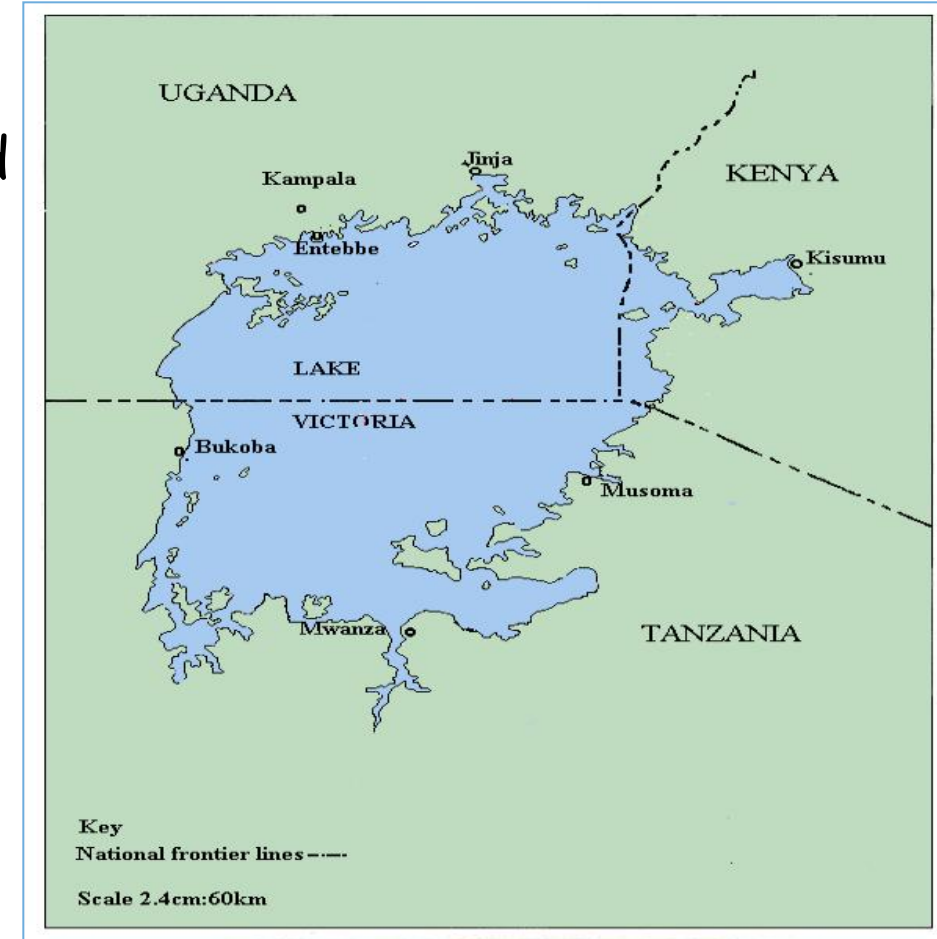 UGANDA
Jinja
Kampala
KENYA
Entebbe
Kisumu
LAKE
VICTORIA
Bukoba
Musoma
Mwanza
TANZANIA
Key
National frontier lines
Scale 2.4cm:60km